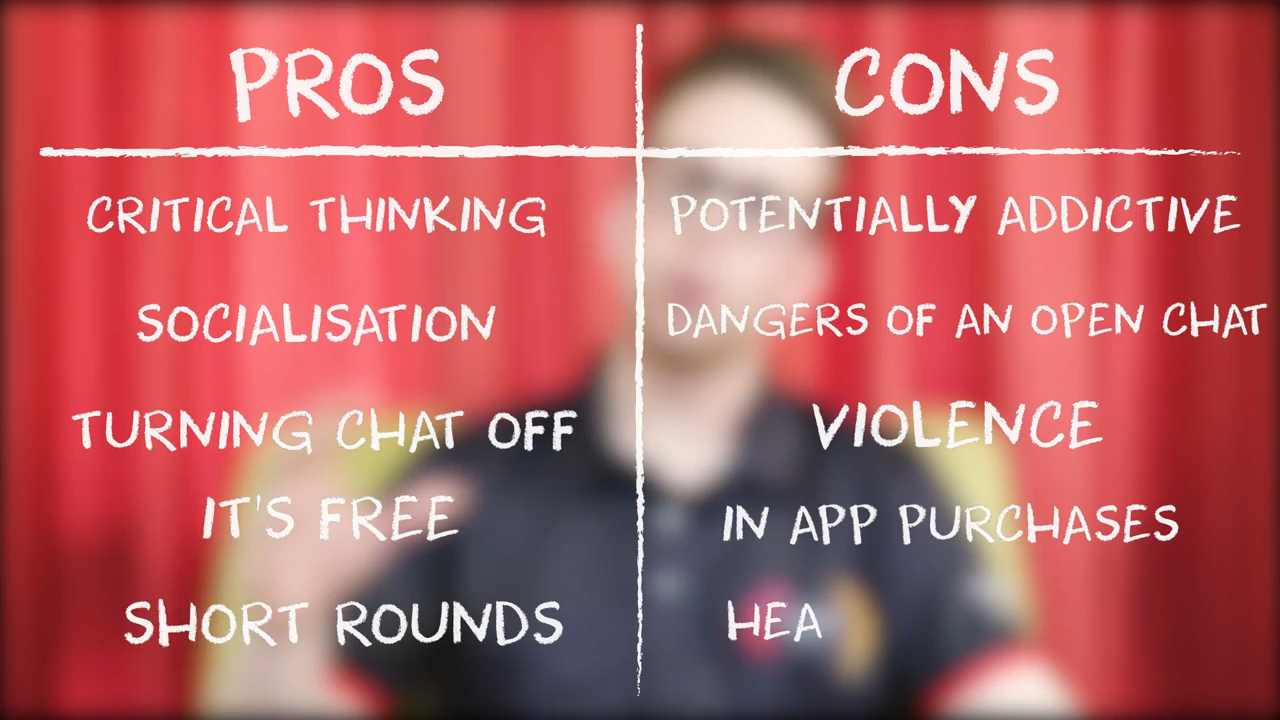 PROS
CONS
CRITICAL THINKING
POTENTIALLY ADDICTIVE
SOCIALISATION
DANGERS OF AN OPEN CHAT
TURNING CHAT OFF
VIOLENCE
IT'S FREE
IN APP PURCHASES
SHORT ROUNDS
HEA